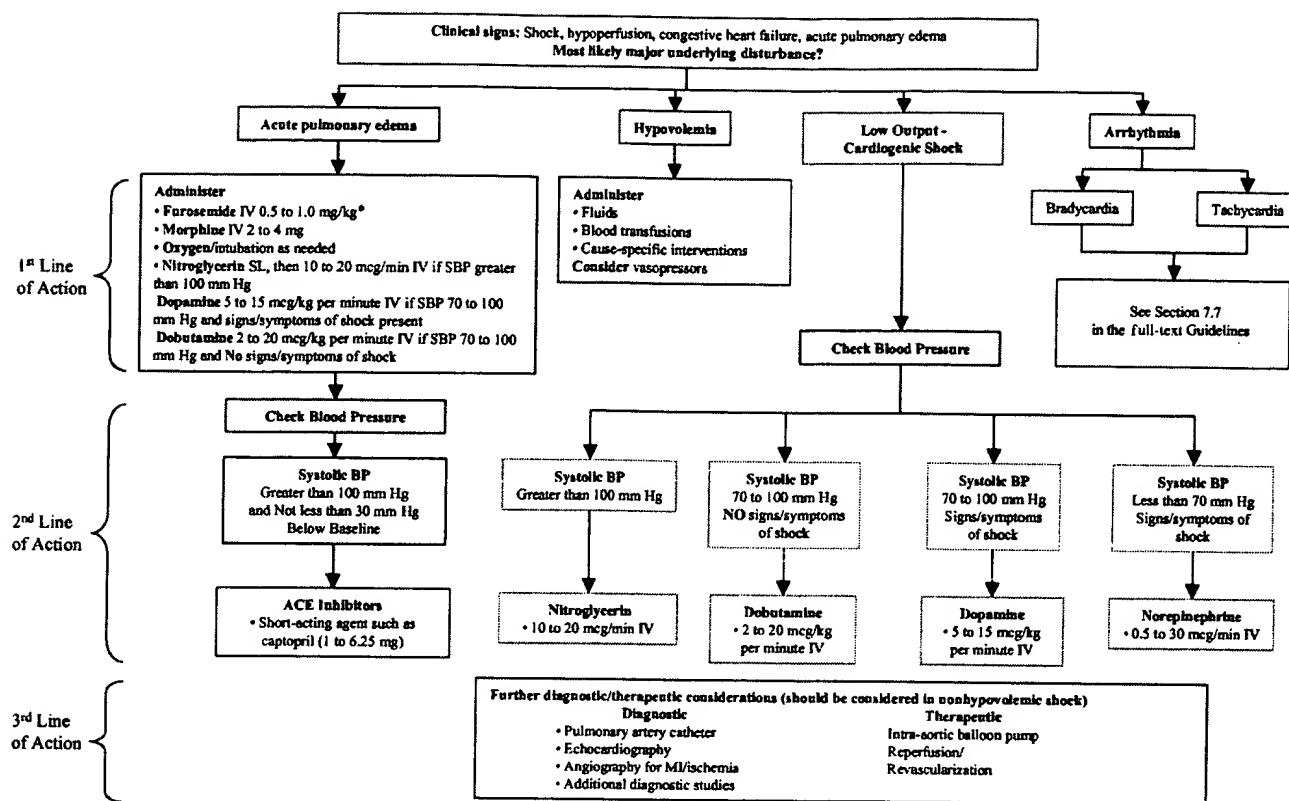 Clinical signs: Shock, hypoperfusion, congestive heart failure, acute pulmonary edema
Most likely major underlying disturbance?
Acute pulmonary edema
Hypovolemia
Low Output -
Cardiogenic Shock
Arrhythmia
Bradycardia
Tachycardia
See Section 7.7
in the full-text Guidelines
1st Line
of Action
Administer
• Furosemide IV 0.5 to 1.0 mg/kg*
• Morphine IV 2 to 4 mg
• Oxygen/intubation as needed
• Nitroglycerin SL, then 10 to 20 mcg/min IV if SBP greater
than 100 mm Hg
Dopamine 5 to 15 mcg/kg per minute IV if SBP 70 to 100
mm Hg and signs/symptoms of shock present
Dobutamine 2 to 20 mcg/kg per minute IV if SBP 70 to 100
mm Hg and No signs/symptoms of shock
Administer
• Fluids
• Blood transfusions
• Cause-specific interventions
Consider vasopressors
Check Blood Pressure
2nd Line
of Action
Check Blood Pressure
Systolic BP
Greater than 100 mm Hg
and Not less than 30 mm Hg
Below Baseline
ACE Inhibitors
• Short-acting agent such as
captopril (1 to 6.25 mg)
Systolic BP
Greater than 100 mm Hg
Nitroglycerin
• 10 to 20 mcg/min IV
Systolic BP
70 to 100 mm Hg
NO signs/symptoms
of shock
Dobutamine
• 2 to 20 mcg/kg
per minute IV
Systolic BP
70 to 100 mm Hg
Signs/symptoms
of shock
Dopamine
• 5 to 15 mcg/kg
per minute IV
Systolic BP
Less than 70 mm Hg
Signs/symptoms of
shock
Norepinephrine
• 0.5 to 30 mcg/min IV
3rd Line
of Action
Further diagnostic/therapeutic considerations (should be considered in nonhypovolemic shock)
Diagnostic
• Pulmonary artery catheter
• Echocardiography
• Angiography for MI/ischemia
• Additional diagnostic studies
Therapeutic
Intra-aortic balloon pump
Reperfusion/
Revascularization